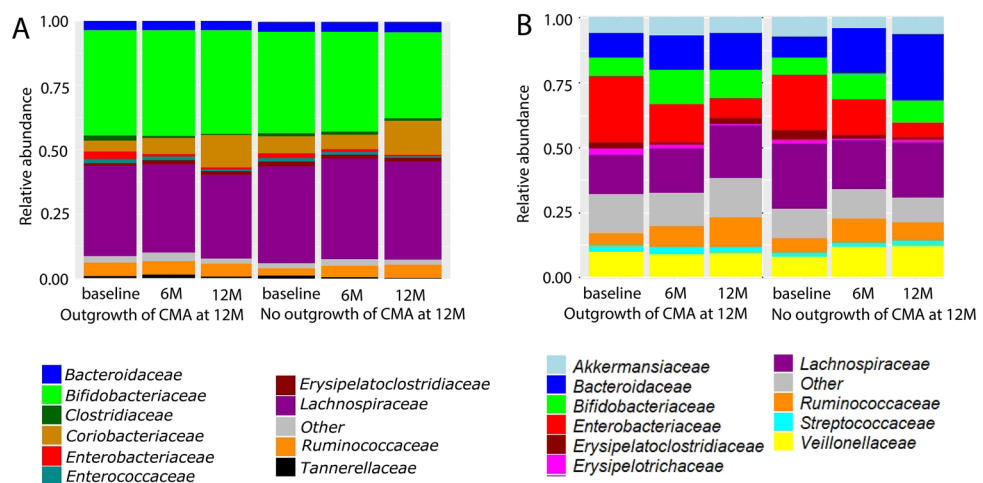 A
Relative abundance
1.00
0.75
0.50
0.25
0.00
baseline 6M 12M baseline 6M 12M
Outgrowth of CMA at 12M No outgrowth of CMA at 12M
Bacteroidaceae
Bifidobacteriaceae
Clostridiaceae
Coriobacteriaceae
Enterobacteriaceae
Enterococcaceae
Erysipelatoclostridiaceae
Lachnospiraceae
Other
Ruminococcaceae
Tannerellaceae
B
Relative abundance
1.00
0.75
0.50
0.25
0.00
baseline 6M 12M baseline 6M 12M
Outgrowth of CMA at 12M No outgrowth of CMA at 12M
Akkermansiaceae
Bacteroidaceae
Bifidobacteriaceae
Enterobacteriaceae
Erysipelatoclostridiaceae
Erysipelotrichaceae
Lachnospiraceae
Other
Ruminococcaceae
Streptococcaceae
Veillonellaceae